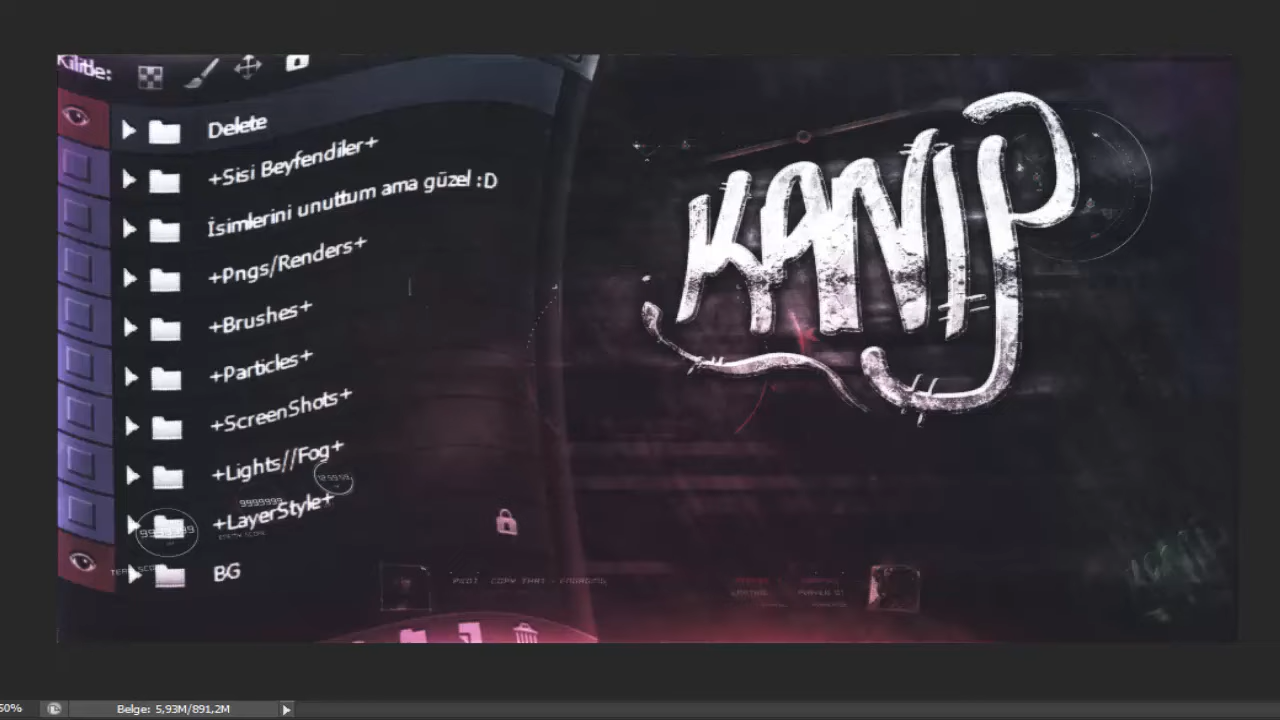 Kilitle:
Delete
+Sisi Beyfendiler+
İsimlerini unuttum ama güzel :D
+Pngs/Renders+
+Brushes+
+Particles+
+ScreenShots+
+Lights//Fog+
+LayerStyle+
BG
KANIP
Belge: 5,93M/891,2M